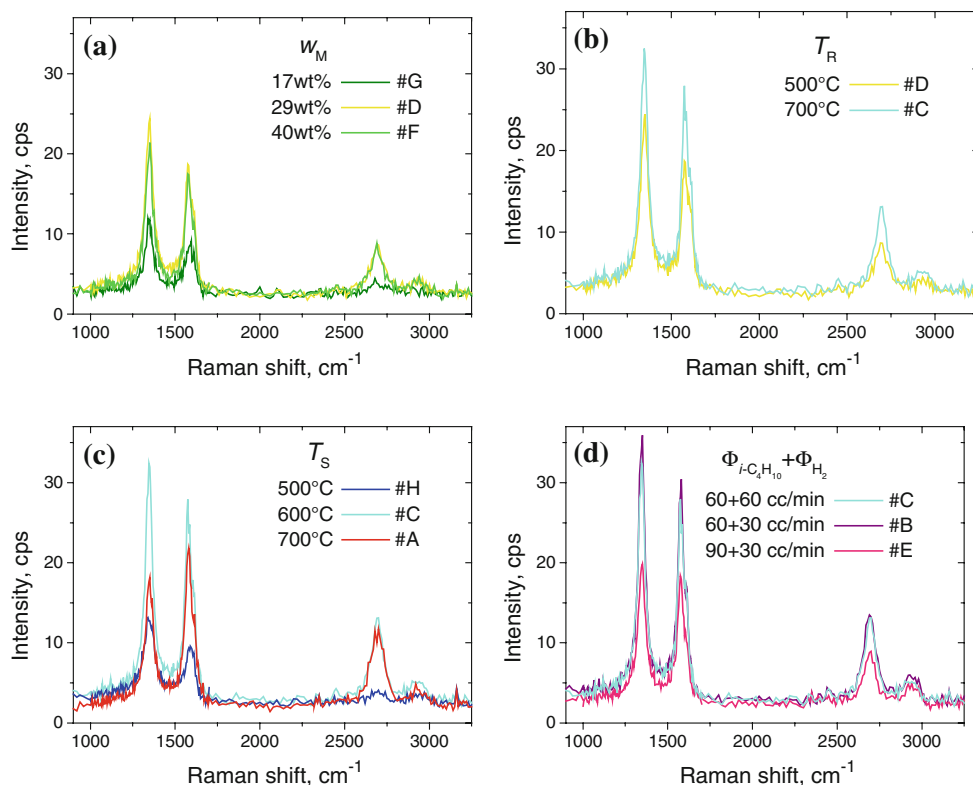 (a)
w_M
17wt% #G
29wt% #D
40wt% #F
Intensity, cps
30
20
10
0
1000 1500 2000 2500 3000
Raman shift, cm⁻¹
(b)
T_R
500°C #D
700°C #C
Intensity, cps
30
20
10
0
1000 1500 2000 2500 3000
Raman shift, cm⁻¹
(c)
T_S
500°C #H
600°C #C
700°C #A
Intensity, cps
30
20
10
0
1000 1500 2000 2500 3000
Raman shift, cm⁻¹
(d)
Φ_i-C₄H₁₀+Φ_H₂
60+60 cc/min #C
60+30 cc/min #B
90+30 cc/min #E
Intensity, cps
30
20
10
0
1000 1500 2000 2500 3000
Raman shift, cm⁻¹